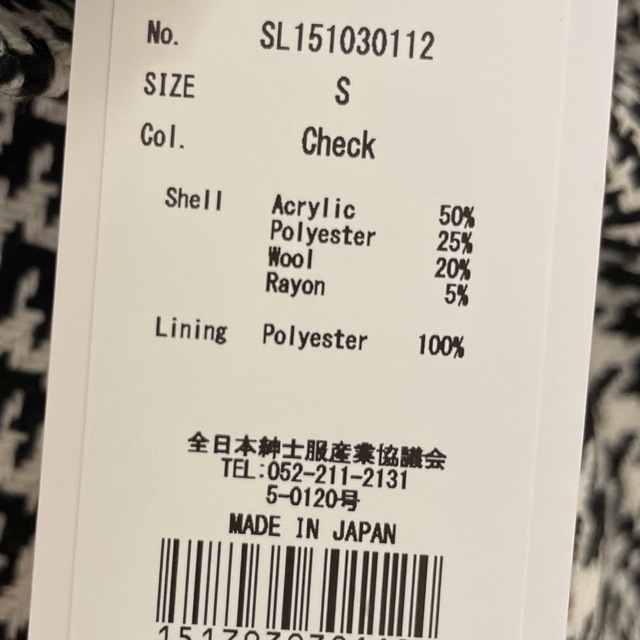 No. SL151030112
SIZE S
Col. Check
Shell Acrylic 50%
Polyester 25%
Wool 20%
Rayon 5%
Lining Polyester 100%
全日本紳士服産業協議会
TEL:052-211-2131
5-0120号
MADE IN JAPAN